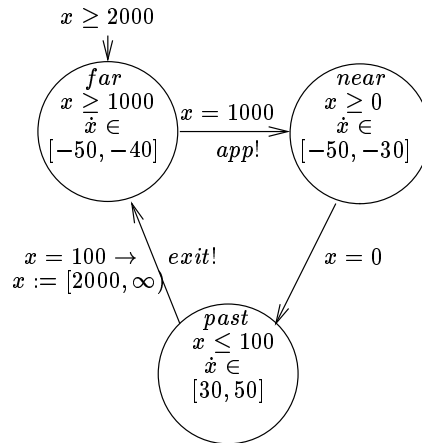 x ≥ 2000
far
x ≥ 1000
ẋ ∈
[−50, −40]
x = 1000
app!
near
x ≥ 0
ẋ ∈
[−50, −30]
x = 100 →
x := [2000, ∞)
exit!
x = 0
past
x ≤ 100
ẋ ∈
[30, 50]